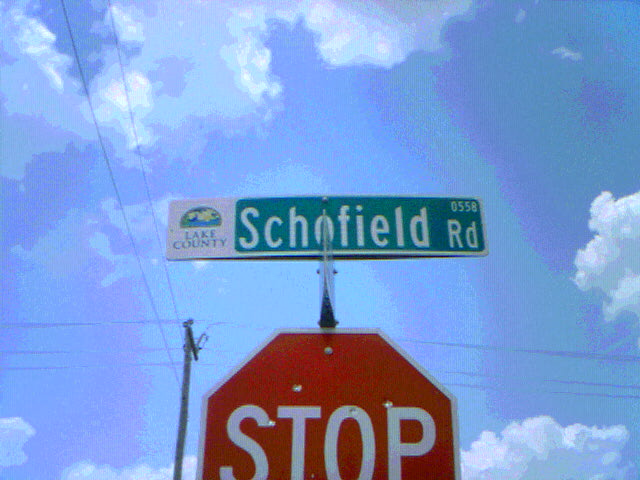 LAKE
COUNTY
Schofield Rd
0558
STOP